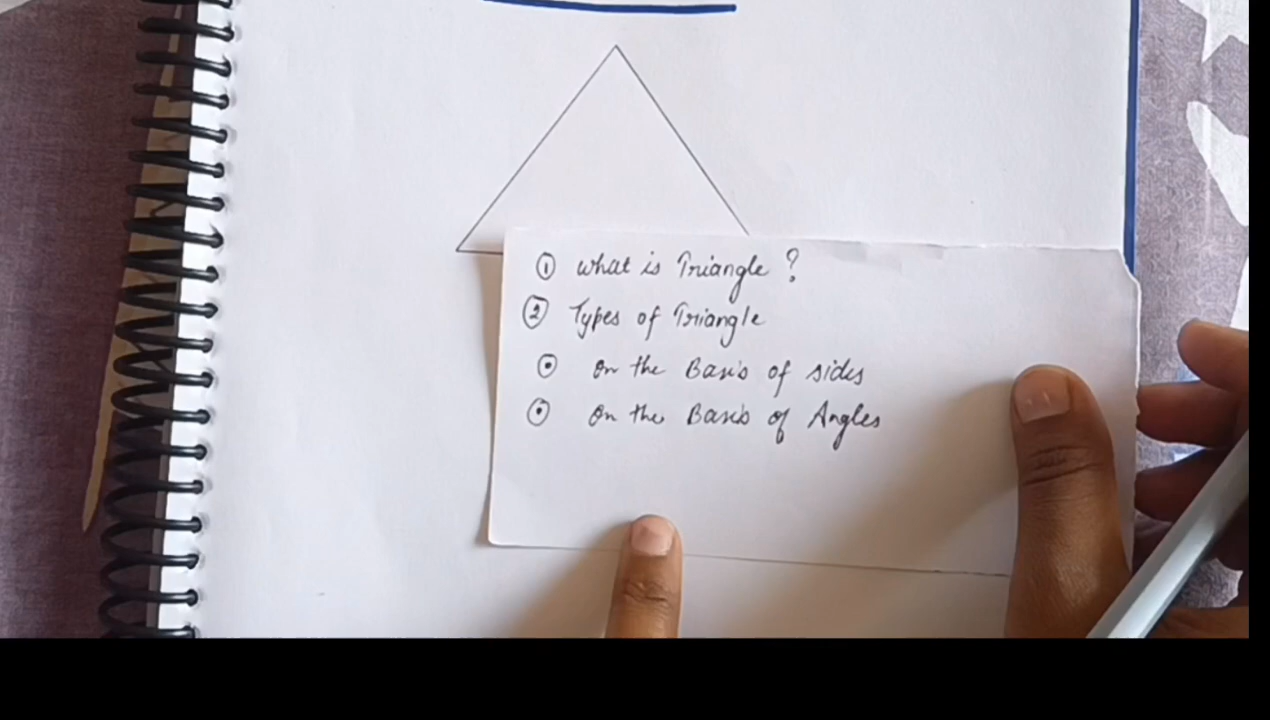 ① What is Triangle ?
② Types of Triangle
⊙ on the Basis of sides
⊙ on the Basis of Angles